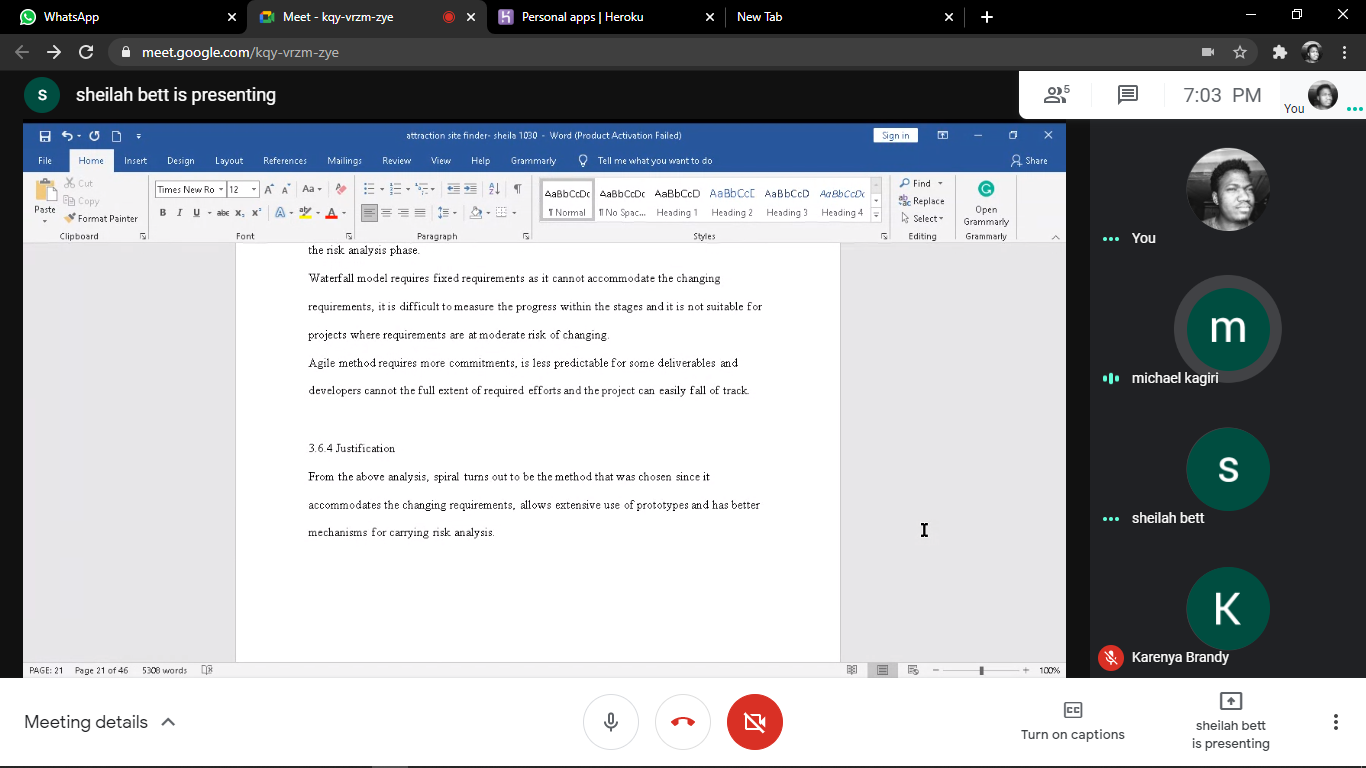 WhatsApp
Meet - kqy-vrzm-zye
Personal apps | Heroku
New Tab
meet.google.com/kqy-vrzm-zye
S
sheilah bett is presenting
5
7:03 PM
You
attraction site finder- sheila 1030 - Word (Product Activation Failed)
Sign in
File Home Insert Design Layout References Mailings Review View Help Grammarly Tell me what you want to do Share
Paste
Cut
Copy
Format Painter
Clipboard
Times New Ro 12
Aa
B I U abc x₂ x²
Font
Paragraph
AaBbCcDc AaBbCcDc AaBbCcD AaBbCcE AaBbCcD AaBbCcDc
¶ Normal ¶ No Spac... Heading 1 Heading 2 Heading 3 Heading 4
Styles
Find
Replace
Select
Editing
Open
Grammarly
Grammarly
the risk analysis phase.
Waterfall model requires fixed requirements as it cannot accommodate the changing
requirements, it is difficult to measure the progress within the stages and it is not suitable for
projects where requirements are at moderate risk of changing.
Agile method requires more commitments, is less predictable for some deliverables and
developers cannot the full extent of required efforts and the project can easily fall of track.
3.6.4 Justification
From the above analysis, spiral turns out to be the method that was chosen since it
accommodates the changing requirements, allows extensive use of prototypes and has better
mechanisms for carrying risk analysis.
PAGE: 21 Page 21 of 46 5308 words
100%
You
m
michael kagiri
S
sheilah bett
K
Karenya Brandy
Meeting details
CC
Turn on captions
sheilah bett
is presenting